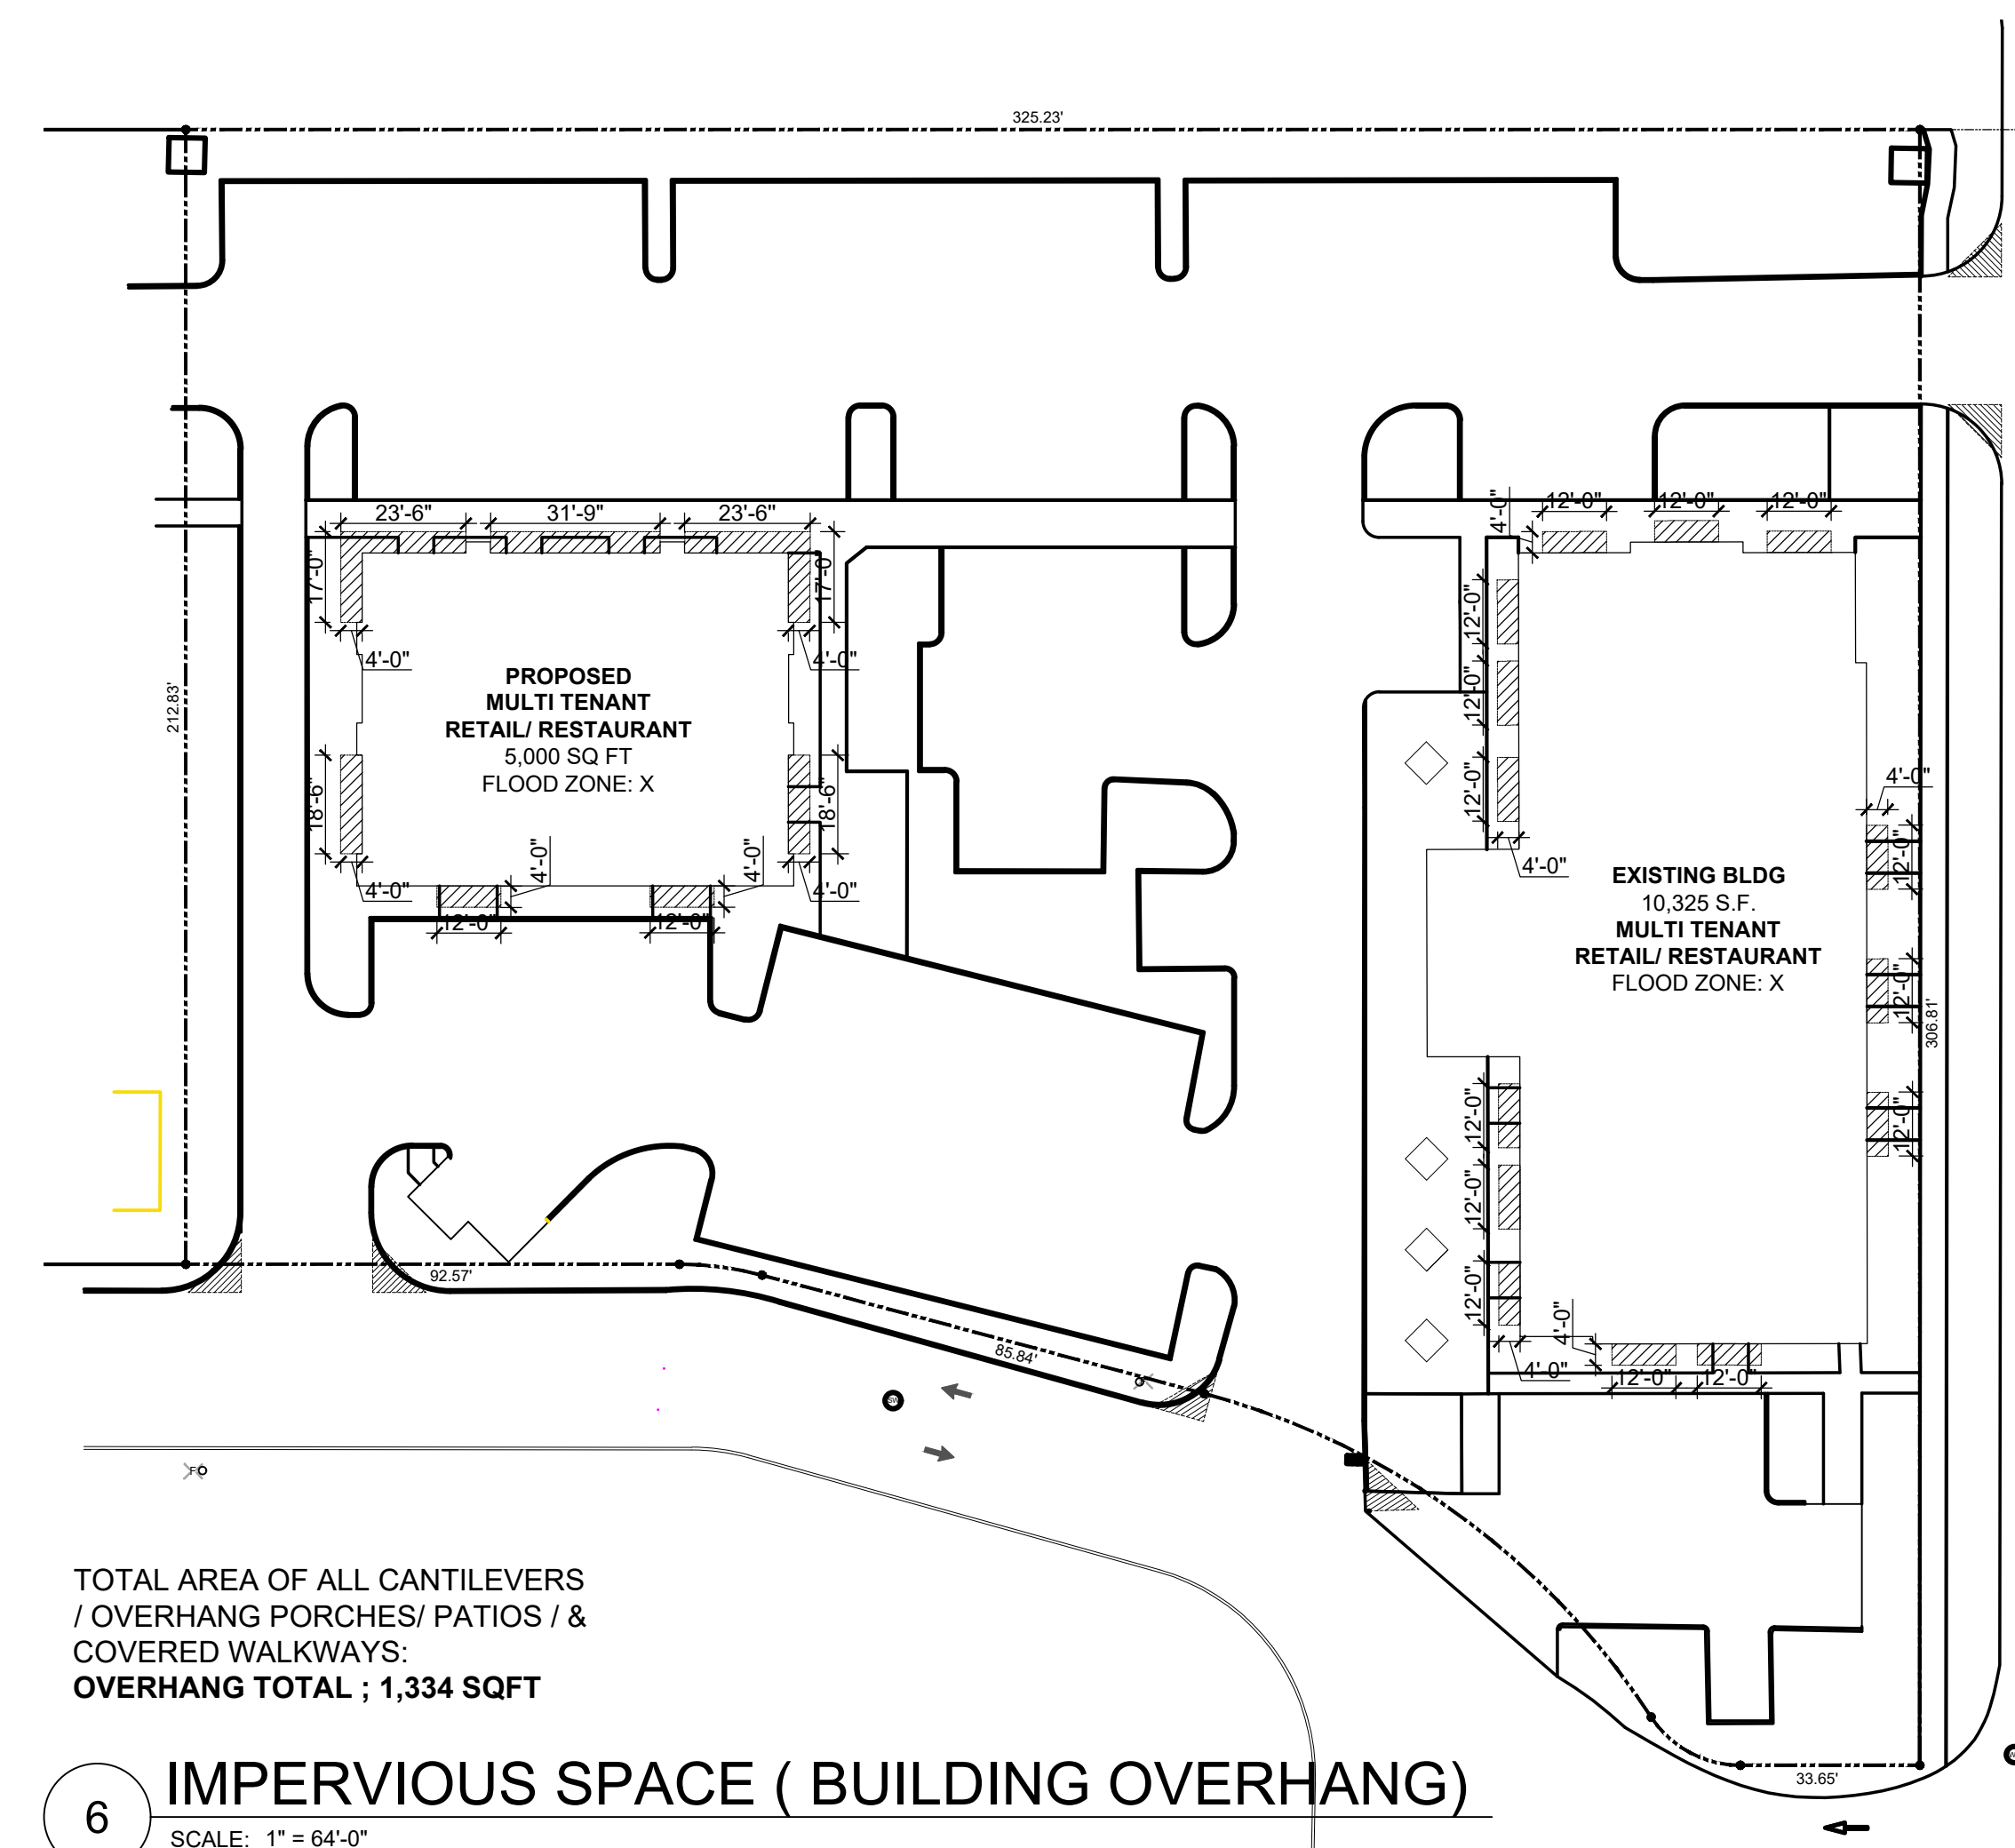 325.23'
23'-6"
31'-9"
23'-6"
4'-0"
12'-0"
12'-0"
12'-0"
17'-0"
17'-0"
12'-0"
4'-0"
4'-0"
12'-0"
212.83'
PROPOSED
MULTI TENANT
RETAIL/ RESTAURANT
5,000 SQ FT
FLOOD ZONE: X
12'-0"
18'-6"
18'-6"
4'-0"
4'-0"
4'-0"
4'-0"
4'-0"
12'-0"
12'-0"
4'-0"
12'-0"
EXISTING BLDG
10,325 S.F.
MULTI TENANT
RETAIL/ RESTAURANT
FLOOD ZONE: X
12'-0"
306.81'
12'-0"
12'-0"
12'-0"
12'-0"
4'-0"
4'-0"
12'-0"
12'-0"
92.57'
85.84'
TOTAL AREA OF ALL CANTILEVERS
/ OVERHANG PORCHES/ PATIOS / &
COVERED WALKWAYS:
OVERHANG TOTAL ; 1,334 SQFT
33.65'
6
IMPERVIOUS SPACE ( BUILDING OVERHANG)
SCALE: 1" = 64'-0"